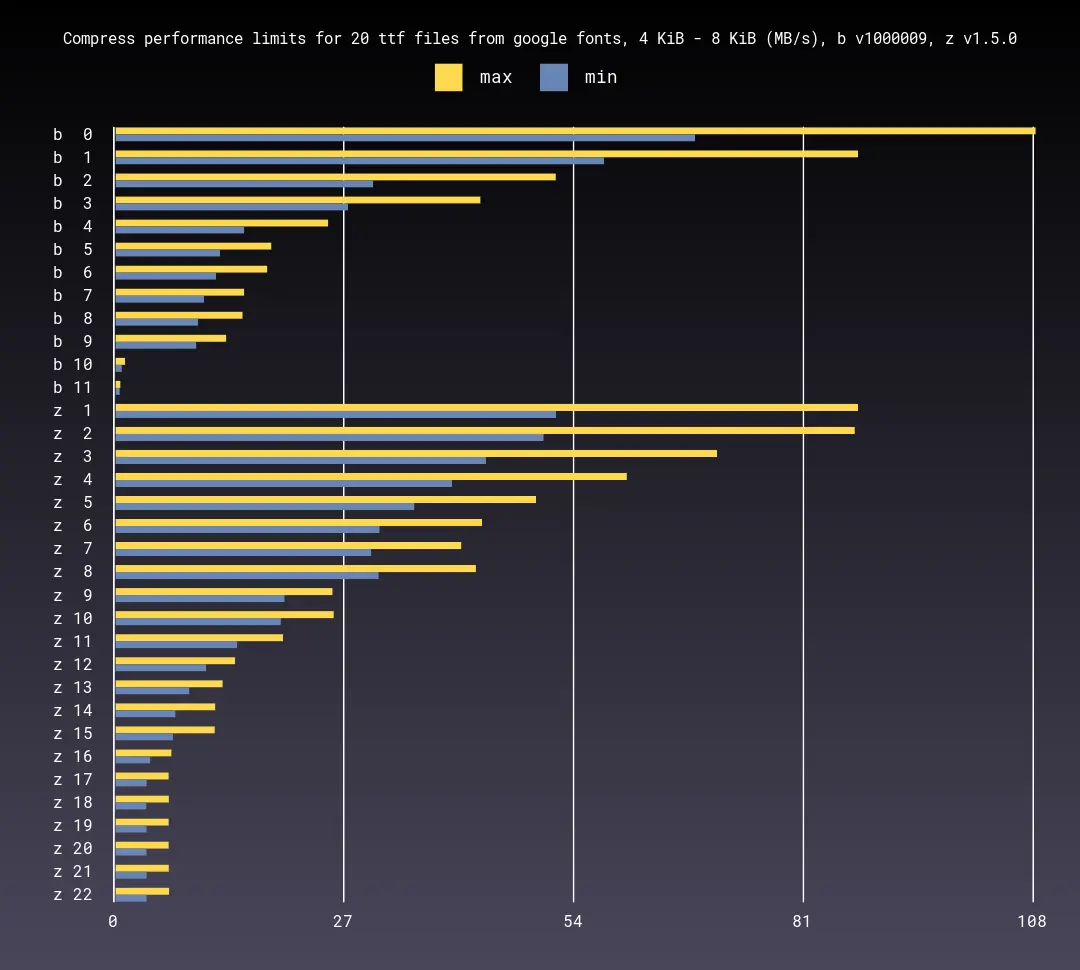 Compress performance limits for 20 ttf files from google fonts, 4 KiB - 8 KiB (MB/s), b v1000009, z v1.5.0
max min
b 0
b 1
b 2
b 3
b 4
b 5
b 6
b 7
b 8
b 9
b 10
b 11
z 1
z 2
z 3
z 4
z 5
z 6
z 7
z 8
z 9
z 10
z 11
z 12
z 13
z 14
z 15
z 16
z 17
z 18
z 19
z 20
z 21
z 22
0 27 54 81 108